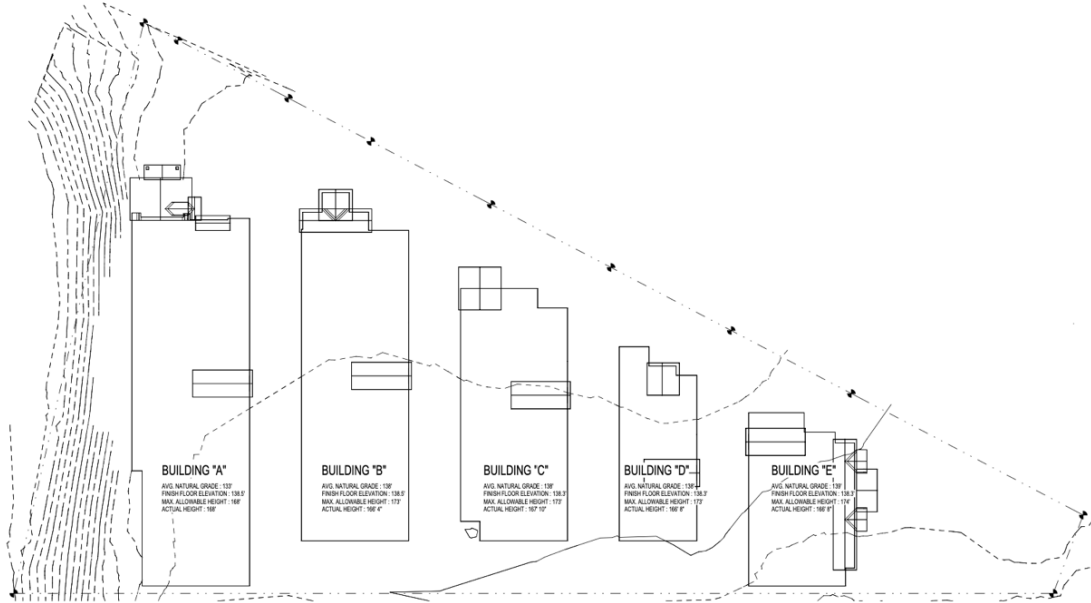 BUILDING "A"
AVG. NATURAL GRADE : 133'
FINISH FLOOR ELEVATION : 138.5'
MAX. ALLOWABLE HEIGHT : 168'
ACTUAL HEIGHT : 168'
BUILDING "B"
AVG. NATURAL GRADE : 138'
FINISH FLOOR ELEVATION : 138.5'
MAX. ALLOWABLE HEIGHT : 173'
ACTUAL HEIGHT : 166' 4"
BUILDING "C"
AVG. NATURAL GRADE : 138'
FINISH FLOOR ELEVATION : 138.3'
MAX. ALLOWABLE HEIGHT : 173'
ACTUAL HEIGHT : 167' 10"
BUILDING "D"
AVG. NATURAL GRADE : 138'
FINISH FLOOR ELEVATION : 138.3'
MAX. ALLOWABLE HEIGHT : 173'
ACTUAL HEIGHT : 166' 8"
BUILDING "E"
AVG. NATURAL GRADE : 139'
FINISH FLOOR ELEVATION : 138.3'
MAX. ALLOWABLE HEIGHT : 174'
ACTUAL HEIGHT : 166' 8"